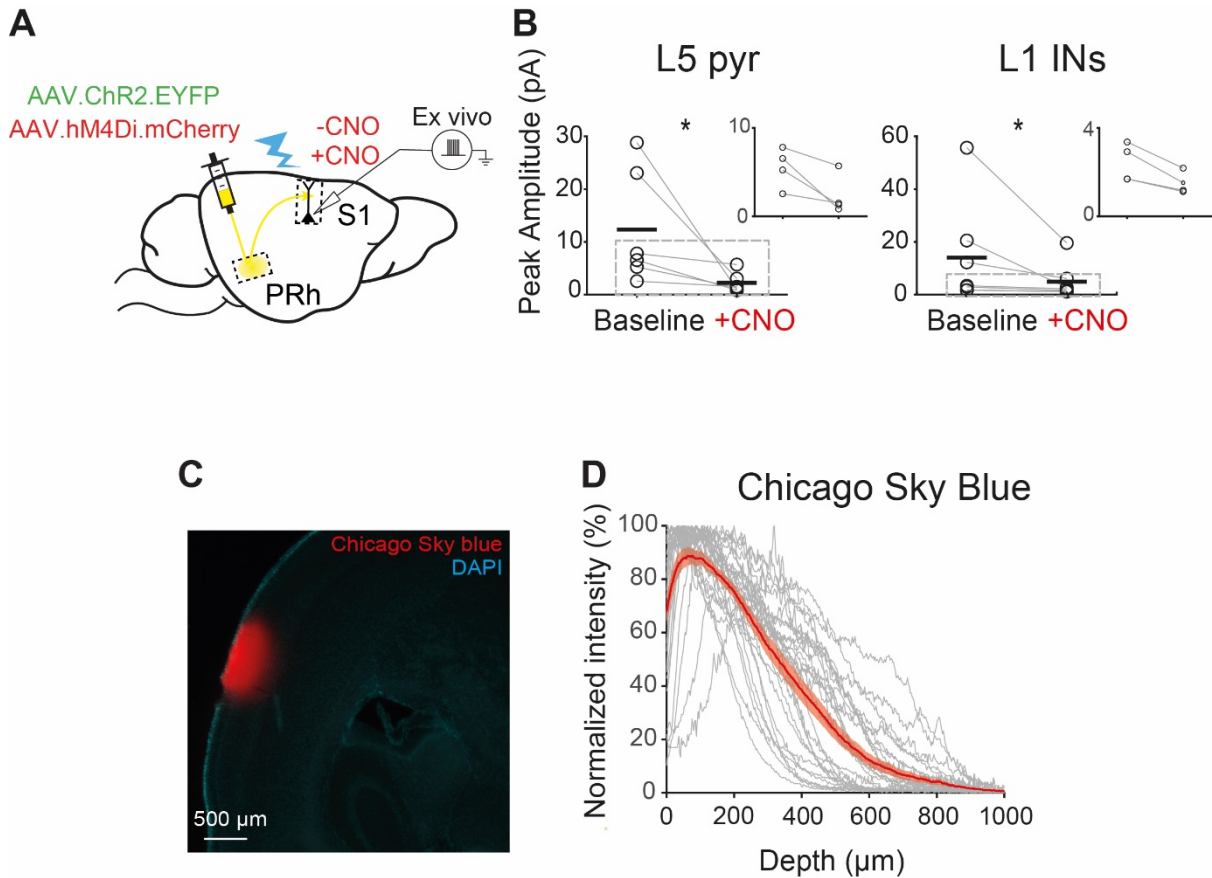 A
AAV.ChR2.EYFP
AAV.hM4Di.mCherry
-CNO
+CNO
Ex vivo
S1
PRh
B
L5 pyr
L1 INs
Peak Amplitude (pA)
30
20
10
0
*
10
0
Baseline +CNO
60
40
20
0
*
4
0
Baseline +CNO
C
Chicago Sky blue
DAPI
500 µm
D
Chicago Sky Blue
Normalized intensity (%)
100
80
60
40
20
0
0 200 400 600 800 1000
Depth (µm)